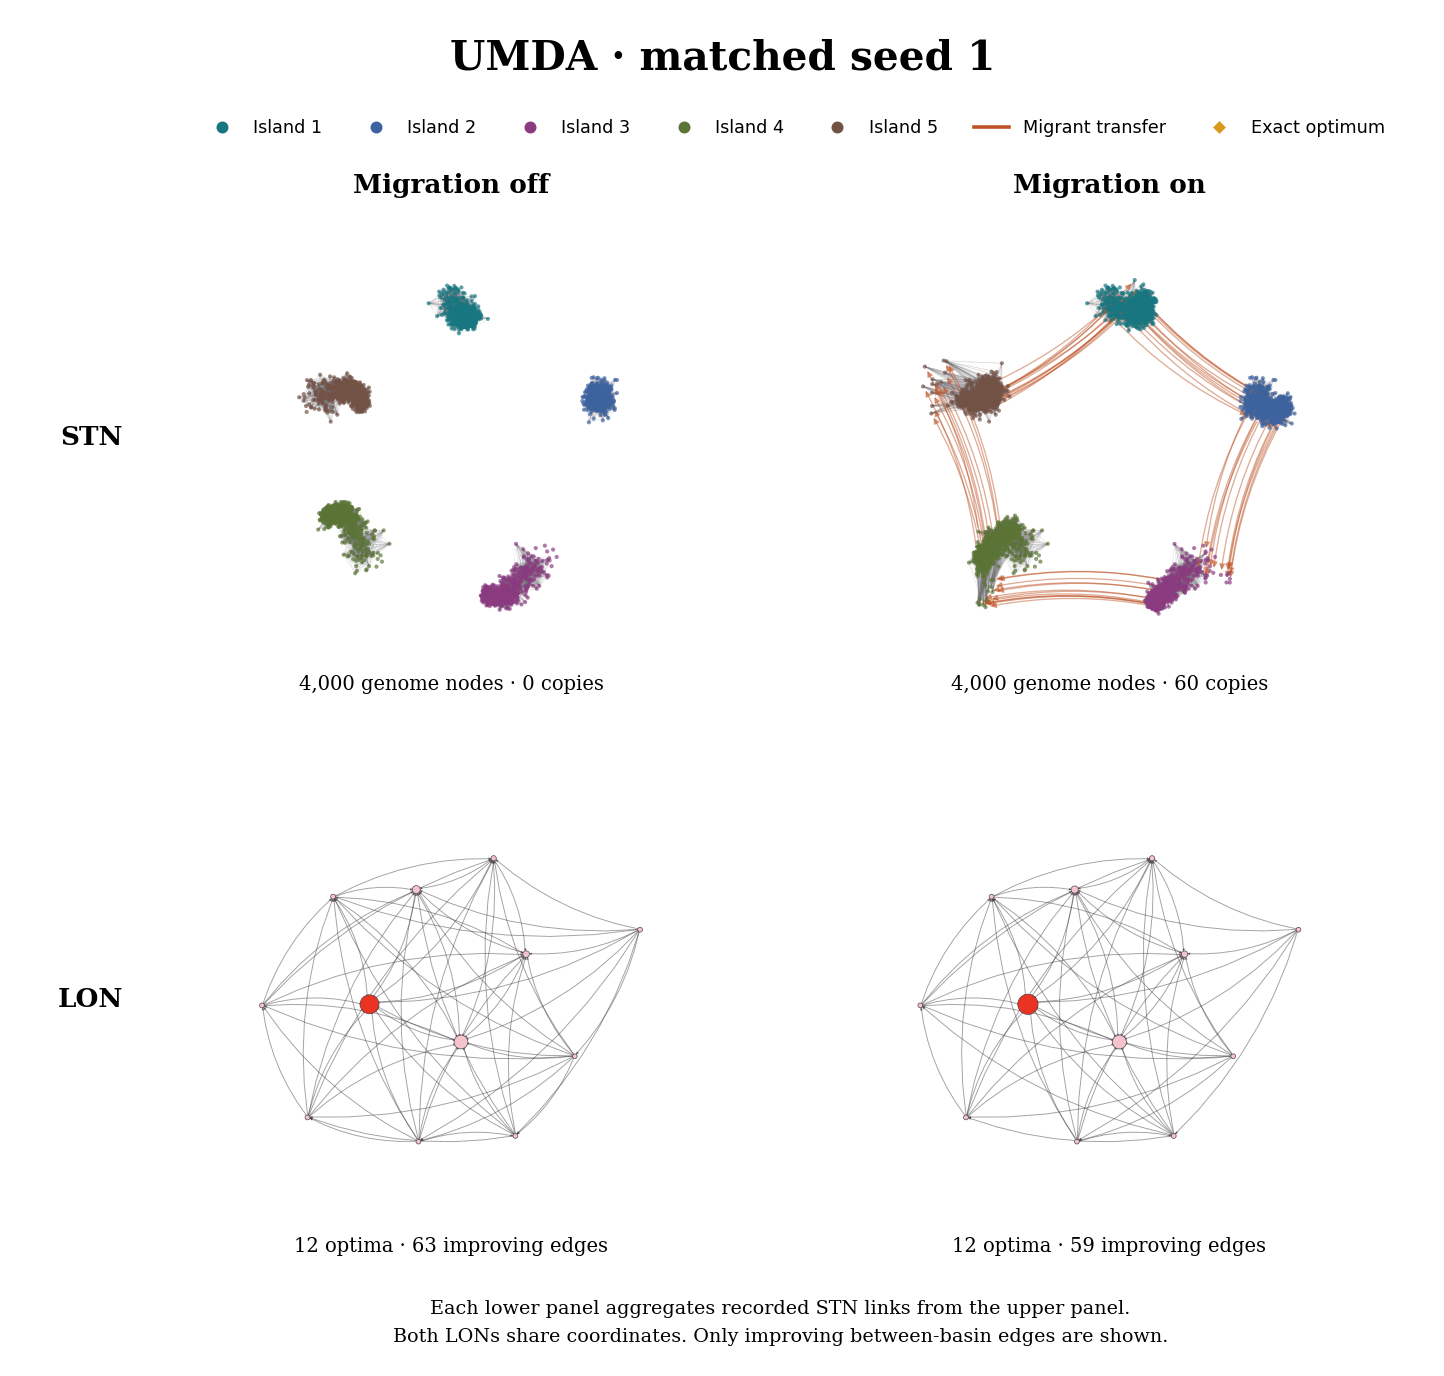 UMDA · matched seed 1
Island 1 Island 2 Island 3 Island 4 Island 5 Migrant transfer Exact optimum
Migration off Migration on
STN
4,000 genome nodes · 0 copies 4,000 genome nodes · 60 copies
LON
12 optima · 63 improving edges 12 optima · 59 improving edges
Each lower panel aggregates recorded STN links from the upper panel.
Both LONs share coordinates. Only improving between-basin edges are shown.